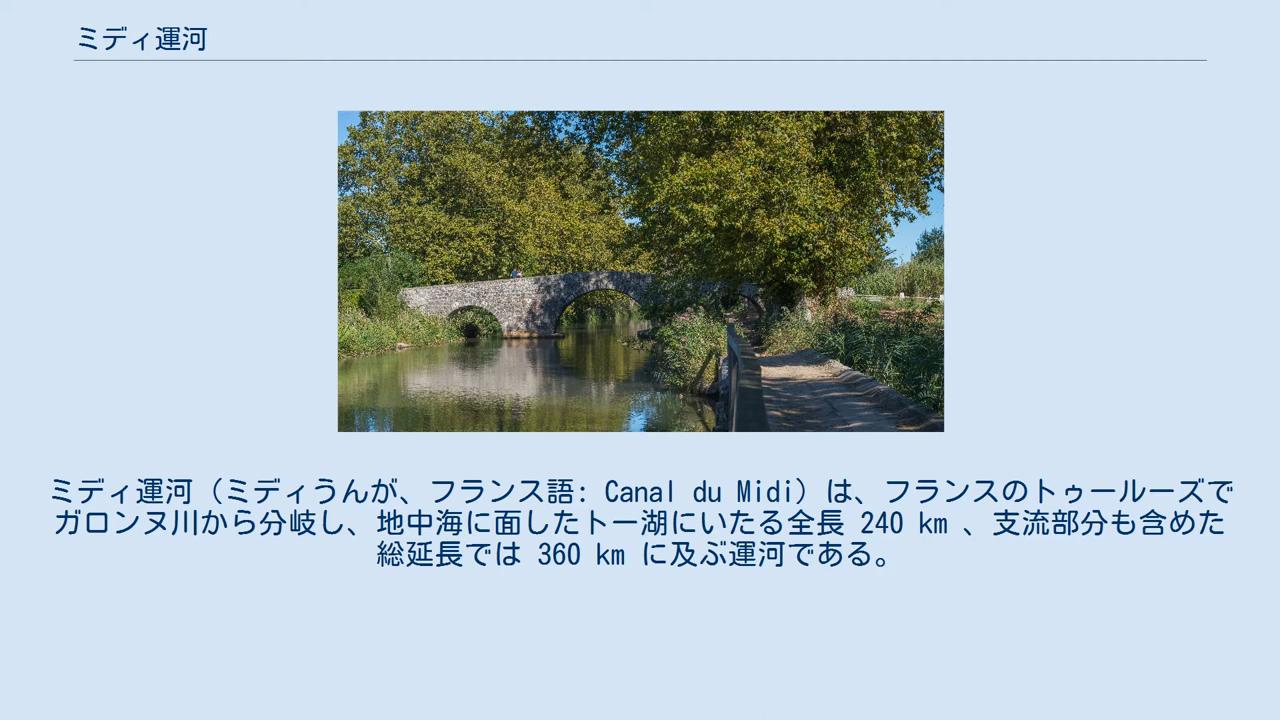 ミディ運河
ミディ運河（ミディうんが、フランス語: Canal du Midi）は、フランスのトゥールーズで
ガロンヌ川から分岐し、地中海に面したトー湖にいたる全長 240 km 、支流部分も含めた
総延長では 360 km に及ぶ運河である。